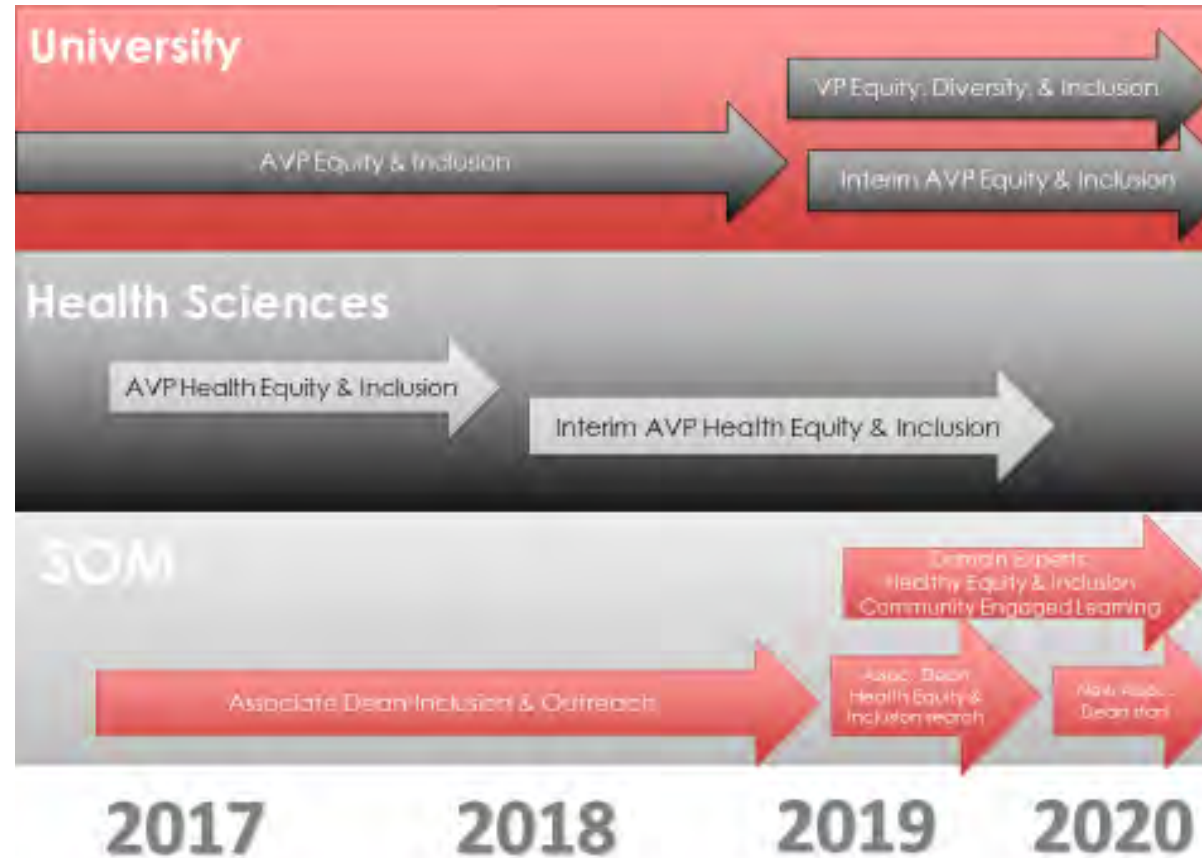 University
VP Equity, Diversity, & Inclusion
AVP Equity & Inclusion
Interim AVP Equity & Inclusion
Health Sciences
AVP Health Equity & Inclusion
Interim AVP Health Equity & Inclusion
SOM
Domain Experts
Healthy Equity & Inclusion
Community Engaged Learning
Associate Dean Inclusion & Outreach
Assoc. Dean
Health Equity &
Inclusion search
New Assoc.
Dean start
2017 2018 2019 2020